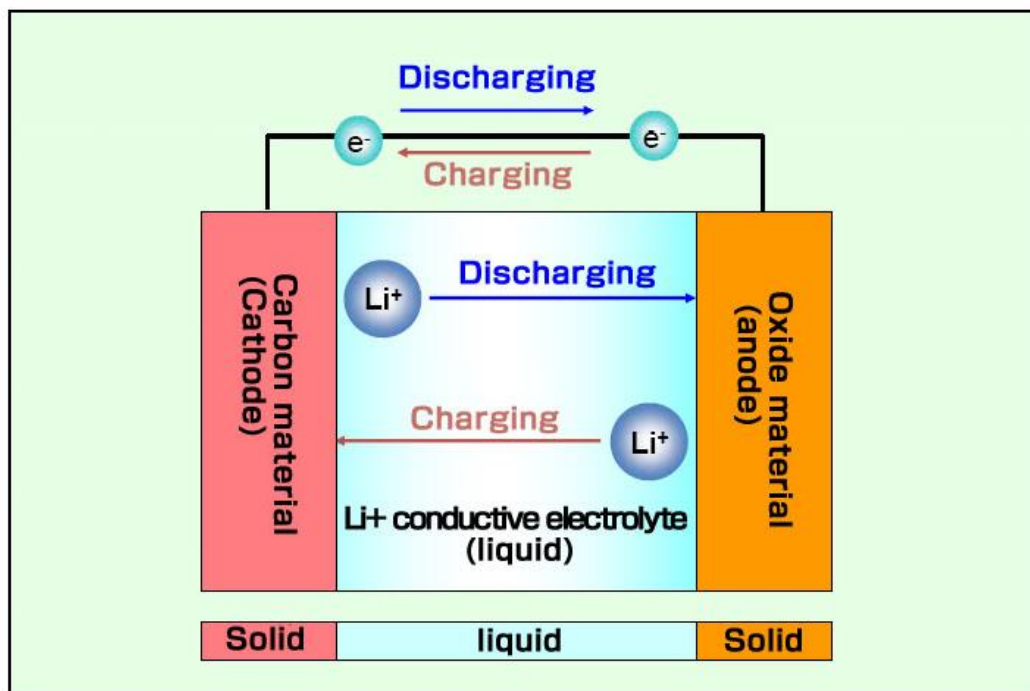 Discharging
e-
e-
Charging
Carbon material
(Cathode)
Li+
Discharging
Oxide material
(anode)
Charging
Li+
Li+ conductive electrolyte
(liquid)
Solid
liquid
Solid